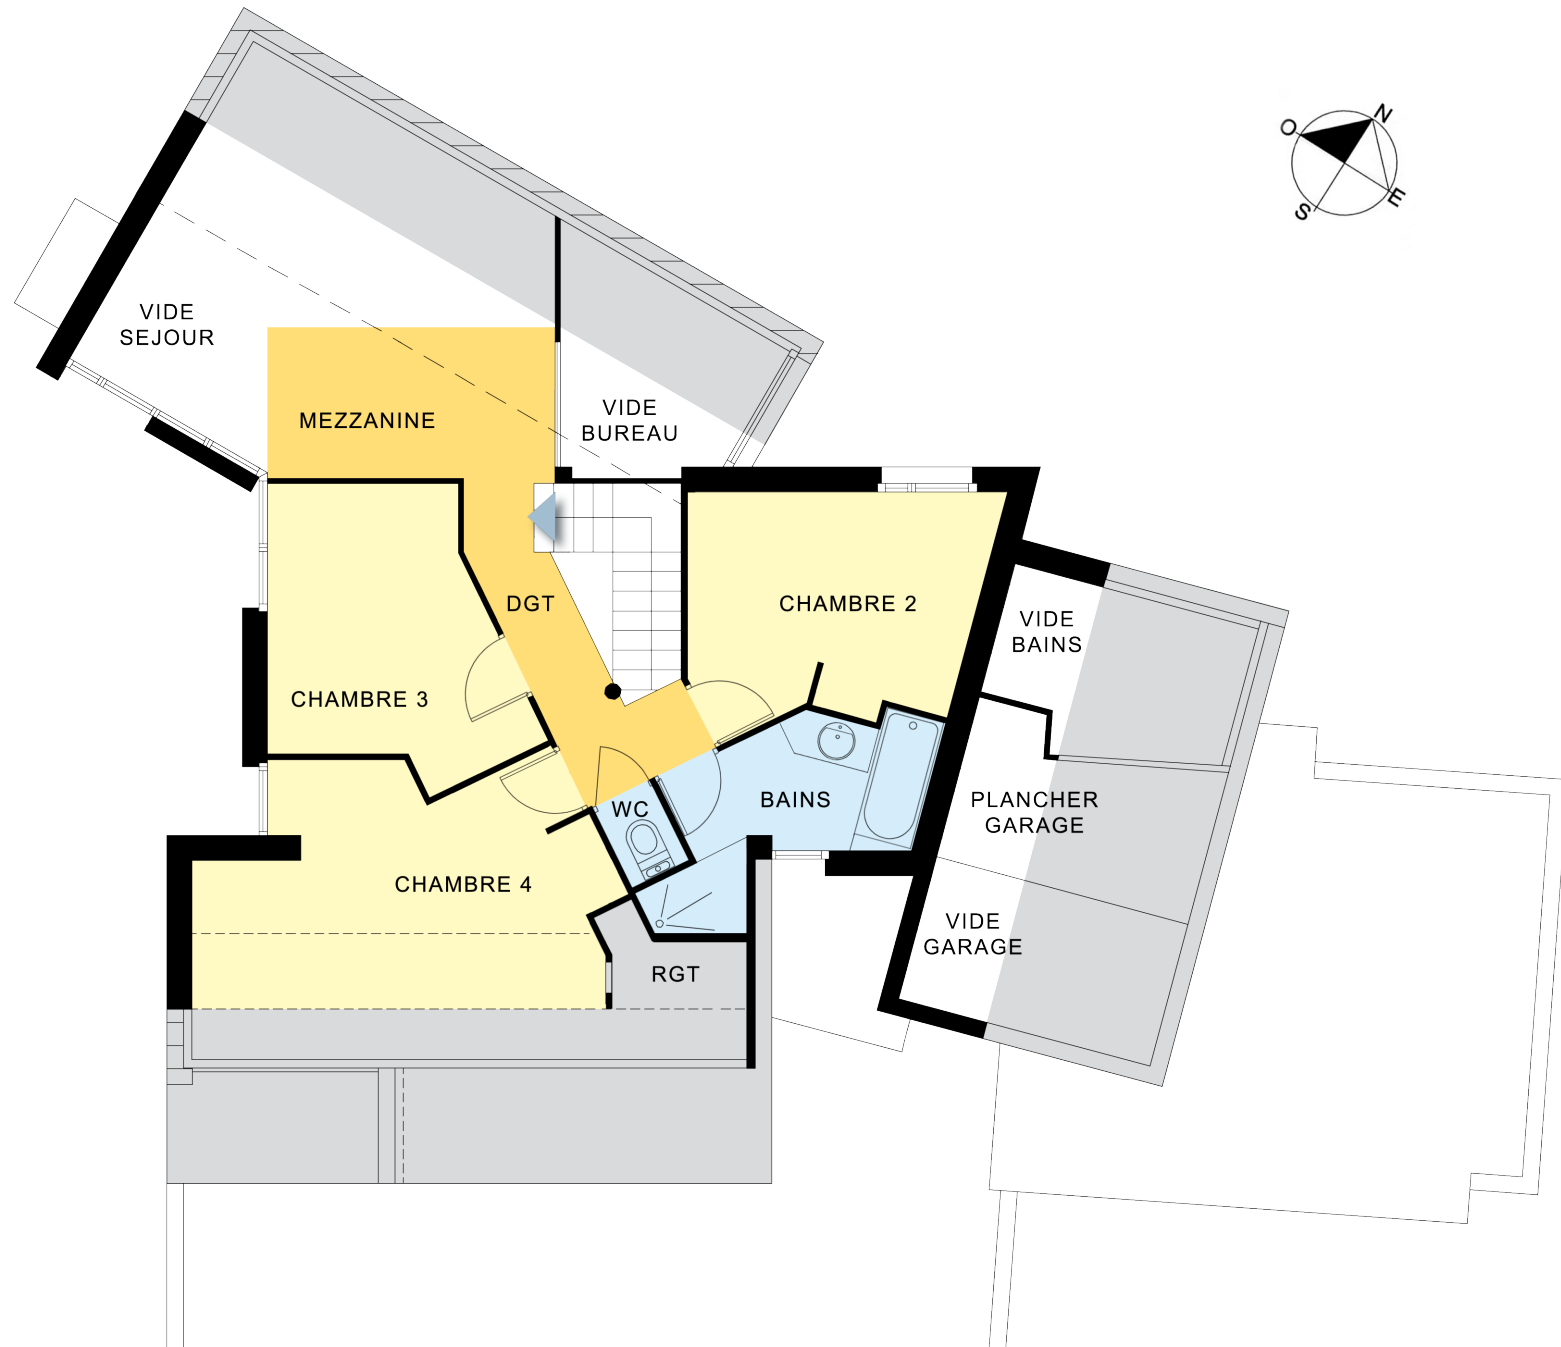 N
O
E
S
VIDE
SEJOUR
MEZZANINE
VIDE
BUREAU
DGT
CHAMBRE 2
VIDE
BAINS
CHAMBRE 3
WC
BAINS
PLANCHER
GARAGE
CHAMBRE 4
VIDE
GARAGE
RGT